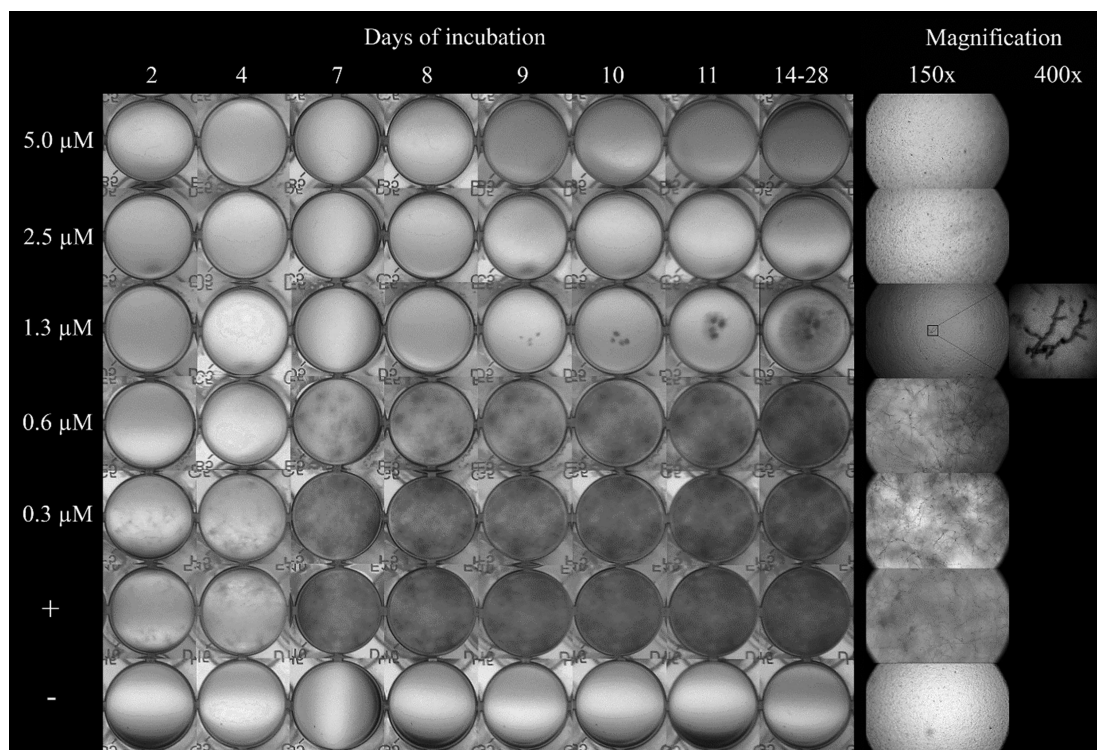 Days of incubation Magnification
2 4 7 8 9 10 11 14-28 150x 400x
5.0 µM
2.5 µM
1.3 µM
0.6 µM
0.3 µM
+
-